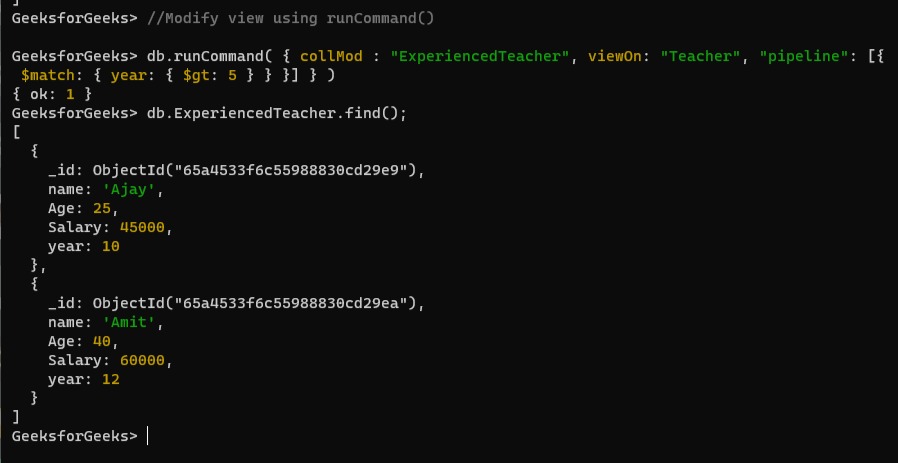 ]
GeeksforGeeks> //Modify view using runCommand()
GeeksforGeeks> db.runCommand( { collMod : "ExperiencedTeacher", viewOn: "Teacher", "pipeline": [{
 $match: { year: { $gt: 5 } } }] } )
{ ok: 1 }
GeeksforGeeks> db.ExperiencedTeacher.find();
[
  {
    _id: ObjectId("65a4533f6c55988830cd29e9"),
    name: 'Ajay',
    Age: 25,
    Salary: 45000,
    year: 10
  },
  {
    _id: ObjectId("65a4533f6c55988830cd29ea"),
    name: 'Amit',
    Age: 40,
    Salary: 60000,
    year: 12
  }
]
GeeksforGeeks>